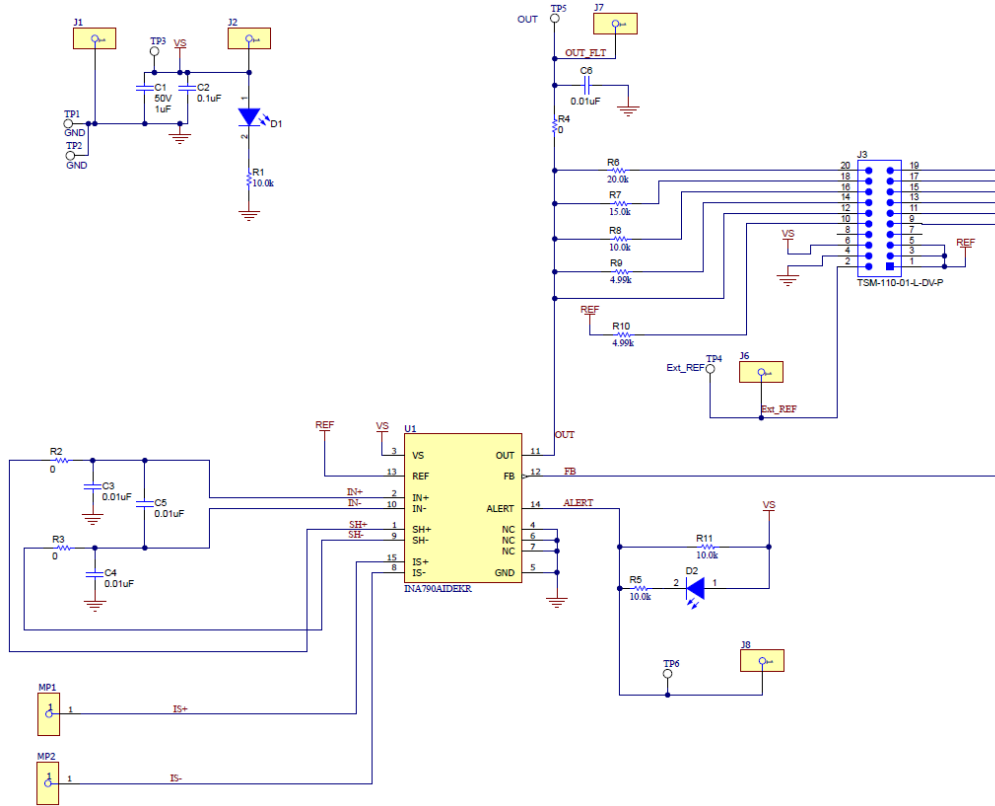 J1
J2
TP3
VS
C1
50V
1uF
C2
0.1uF
TP1
GND
TP2
GND
1
D1
2
R1
10.0k
OUT
TP5
J7
OUT_FLT
C6
0.01uF
R4
0
R6
20.0k
R7
15.0k
R8
10.0k
R9
4.99k
REF
R10
4.99k
J3
20 19
18 17
16 15
14 13
12 11
10 9
8 7
6 5
4 3
2 1
VS
REF
TSM-110-01-L-DV-P
Ext_REF
TP4
J6
Ext_REF
R2
0
C3
0.01uF
C5
0.01uF
R3
0
C4
0.01uF
REF
VS
U1
3 VS OUT 11 OUT
13 REF FB 12 FB
IN+ 2 IN+ ALERT 14 ALERT
IN- 10 IN-
SH+ 1 SH+ NC 4
SH- 9 SH- NC 6
NC 7
IS+ 15 IS+
IS- 8 IS- GND 5
INA790AIDEKR
VS
R11
10.0k
D2
R5
10.0k
2 1
TP6
J8
MP1
1 1 IS+
MP2
1 1 IS-